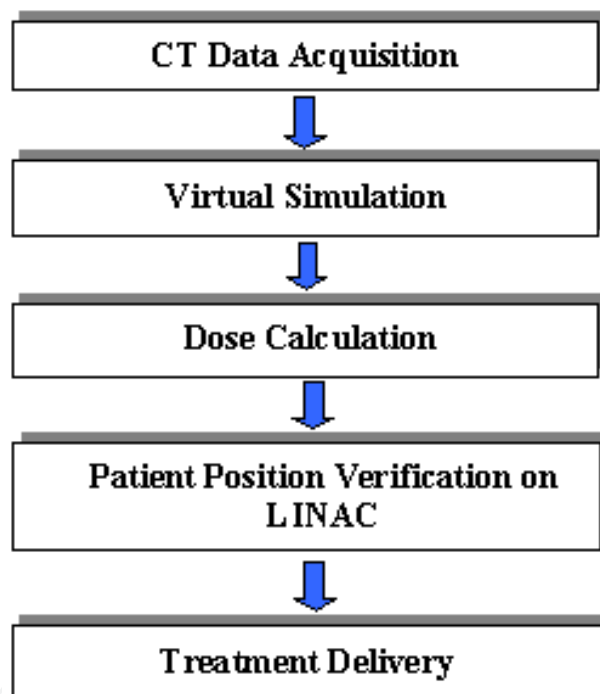 CT Data Acquisition
Virtual Simulation
Dose Calculation
Patient Position Verification on
LINAC
Treatment Delivery